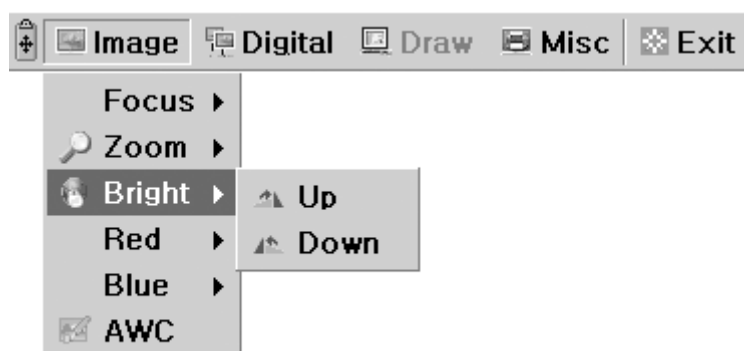 Image Digital Draw Misc Exit
Focus
Zoom
Bright
Up
Red
Down
Blue
AWC